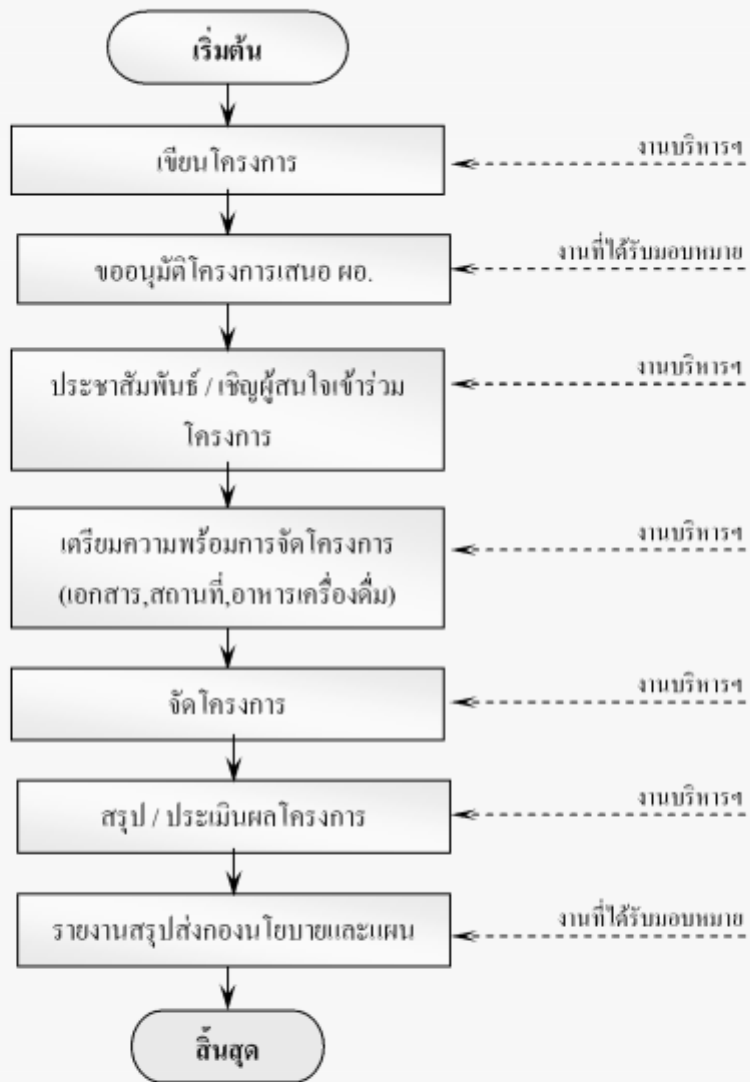 เริ่มต้น
เขียนโครงการ
งานบริหารฯ
ขออนุมัติโครงการเสนอ ผอ.
งานที่ได้รับมอบหมาย
ประชาสัมพันธ์ / เชิญผู้สนใจเข้าร่วม
โครงการ
งานบริหารฯ
เตรียมความพร้อมการจัดโครงการ
(เอกสาร,สถานที่,อาหารเครื่องดื่ม)
งานบริหารฯ
จัดโครงการ
งานบริหารฯ
สรุป / ประเมินผลโครงการ
งานบริหารฯ
รายงานสรุปส่งกองนโยบายและแผน
งานที่ได้รับมอบหมาย
สิ้นสุด